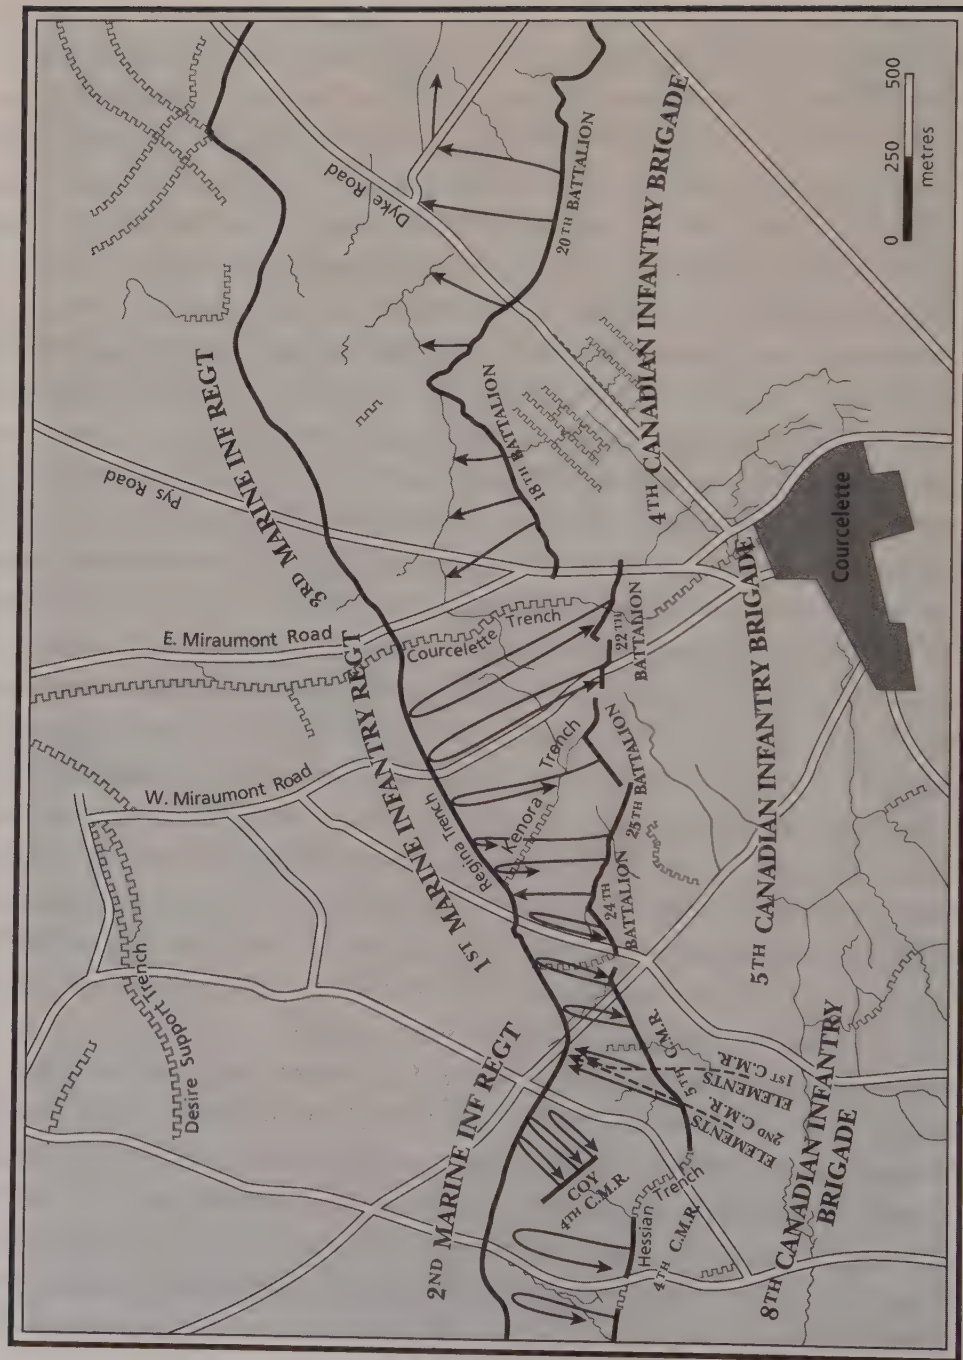 Dyke Road
20TH BATTALION
4TH CANADIAN INFANTRY BRIGADE
0 250 500
metres
3RD MARINE INF REGT
Pys Road
18TH BATTALION
E. Miraumont Road
Courcelette Trench
22TH
BATTALION
Courcelette
W. Miraumont Road
1ST MARINE INFANTRY REGT
Regina Trench
Kenora Trench
25TH BATTALION
24TH
BATTALION
5TH CANADIAN INFANTRY BRIGADE
Desire Support Trench
2ND MARINE INF REGT
5TH C.M.R.
ELEMENTS
1ST C.M.R.
ELEMENTS
2ND C.M.R.
COY
4TH C.M.R.
Hessian Trench
4TH C.M.R.
8TH CANADIAN INFANTRY
BRIGADE